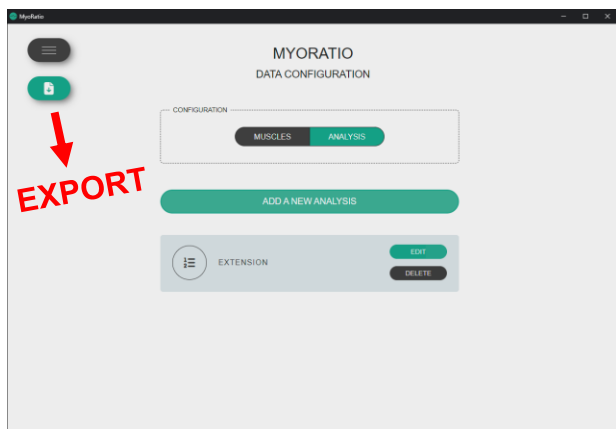 MyoRatio
MYORATIO
DATA CONFIGURATION
EXPORT
CONFIGURATION
MUSCLES ANALYSIS
ADD A NEW ANALYSIS
EXTENSION
EDIT
DELETE